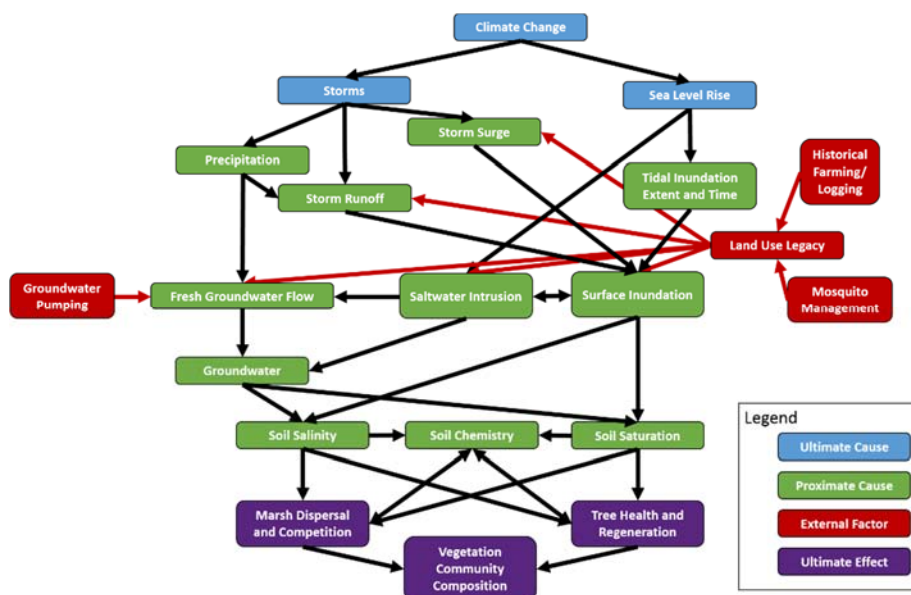 Climate Change
Storms
Sea Level Rise
Storm Surge
Precipitation
Tidal Inundation
Extent and Time
Historical
Farming/
Logging
Storm Runoff
Land Use Legacy
Groundwater
Pumping
Fresh Groundwater Flow
Saltwater Intrusion
Surface Inundation
Mosquito
Management
Groundwater
Soil Salinity
Soil Chemistry
Soil Saturation
Marsh Dispersal
and Competition
Tree Health and
Regeneration
Vegetation
Community
Composition
Legend
Ultimate Cause
Proximate Cause
External Factor
Ultimate Effect